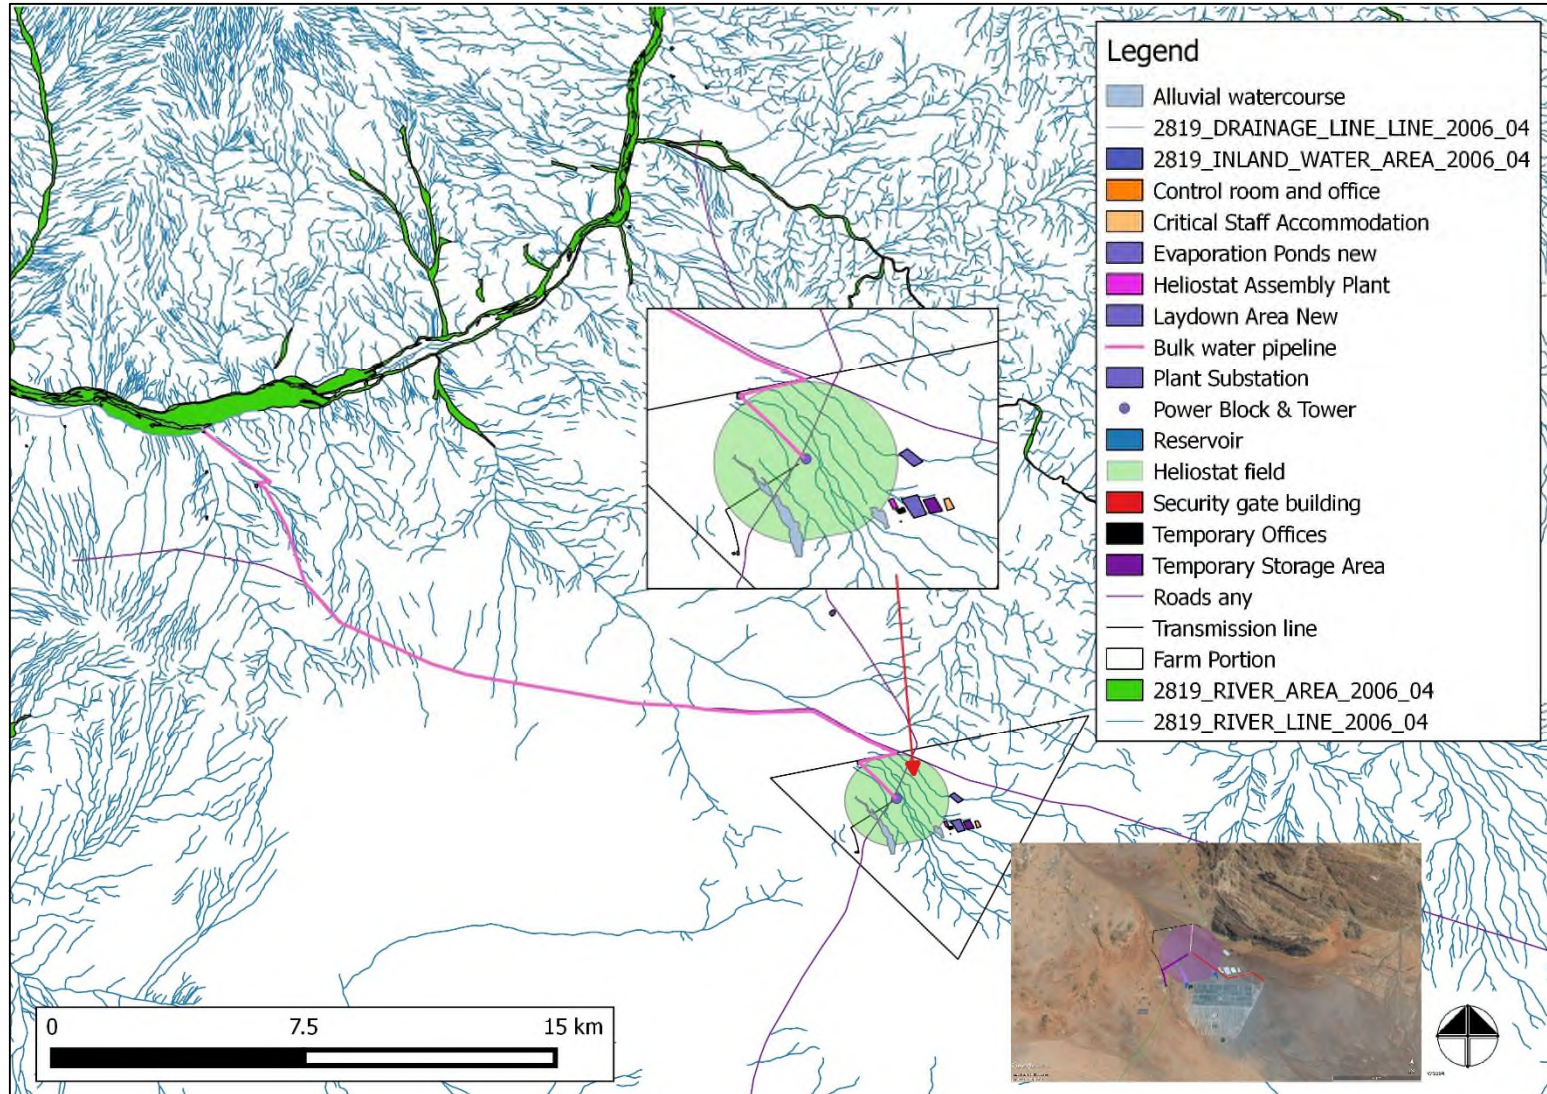 Legend
Alluvial watercourse
2819_DRAINAGE_LINE_LINE_2006_04
2819_INLAND_WATER_AREA_2006_04
Control room and office
Critical Staff Accommodation
Evaporation Ponds new
Heliostat Assembly Plant
Laydown Area New
Bulk water pipeline
Plant Substation
Power Block & Tower
Reservoir
Heliostat field
Security gate building
Temporary Offices
Temporary Storage Area
Roads any
Transmission line
Farm Portion
2819_RIVER_AREA_2006_04
2819_RIVER_LINE_2006_04
0 7.5 15 km